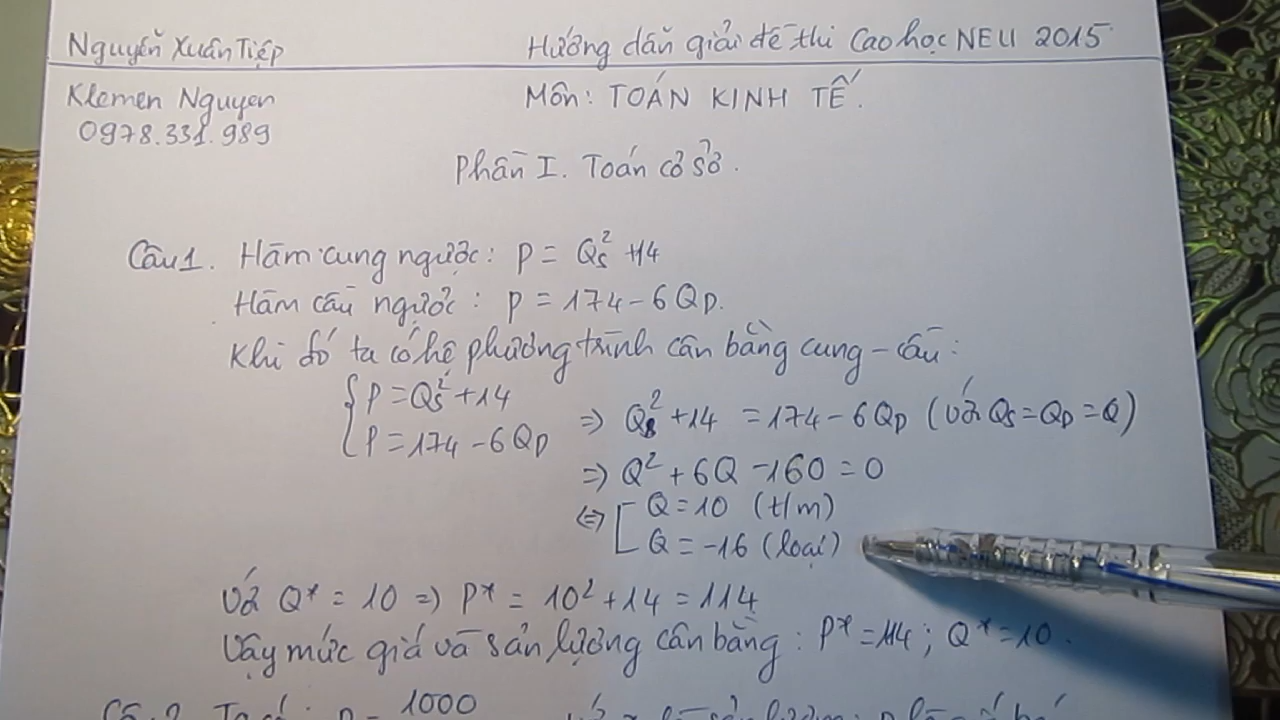 Nguyễn Xuân Tiệp
Hướng dẫn giải đề thi Cao học NEU 2015
Klemen Nguyen
0978.331.989
Môn: TOÁN KINH TẾ.
Phần I. Toán cơ sở.
Câu 1. Hàm cung ngược: P = Qs² + 14
Hàm cầu ngược: P = 174 - 6QD.
Khi đó ta có hệ phương trình cân bằng cung - cầu:
{ P = Qs² + 14
P = 174 - 6QD
=> Qs² + 14 = 174 - 6QD (với Qs = QD = Q)
=> Q² + 6Q - 160 = 0
<=> [ Q = 10 (t/m)
Q = -16 (loại)
Với Q* = 10 => P* = 10² + 14 = 114
Vậy mức giá và sản lượng cân bằng: P* = 114; Q* = 10.
1000